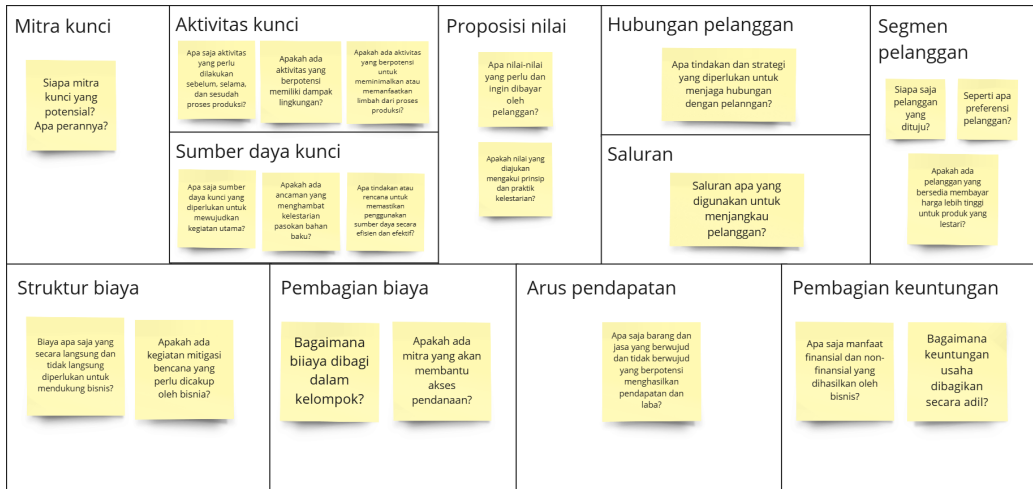 Mitra kunci
Siapa mitra
kunci yang
potensial?
Apa perannya?
Aktivitas kunci
Apa saja aktivitas
yang perlu
dilakukan
sebelum, selama,
dan sesudah
proses produksi?
Apakah ada
aktivitas yang
berpotensi
memiliki dampak
lingkungan?
Apakah ada aktivitas
yang berpotensi
untuk
meminimalkan atau
memanfaatkan
limbah dari proses
produksi?
Sumber daya kunci
Apa saja sumber
daya kunci yang
diperlukan untuk
mewujudkan
kegiatan utama?
Apakah ada
ancaman yang
menghambat
kelestarian
pasokan bahan
baku?
Apa tindakan atau
rencana untuk
memastikan
penggunakan
sumber daya secara
efisien dan efektif?
Proposisi nilai
Apa nilai-nilai
yang perlu dan
ingin dibayar
oleh
pelanggan?
Apakah nilai yang
diajukan
mengakui prinsip
dan praktik
kelestarian?
Hubungan pelanggan
Apa tindakan dan strategi
yang diperlukan untuk
menjaga hubungan
dengan pelanngan?
Saluran
Saluran apa yang
digunakan untuk
menjangkau
pelanggan?
Segmen
pelanggan
Siapa saja
pelanggan
yang
dituju?
Seperti apa
preferensi
pelanggan?
Apakah ada
pelanggan yang
bersedia membayar
harga lebih tinggi
untuk produk yang
lestari?
Struktur biaya
Biaya apa saja yang
secara langsung dan
tidak langsung
diperlukan untuk
mendukung bisnis?
Apakah ada
kegiatan mitigasi
bencana yang
perlu dicakup
oleh bisnia?
Pembagian biaya
Bagaimana
biiaya dibagi
dalam
kelompok?
Apakah ada
mitra yang akan
membantu
akses
pendanaan?
Arus pendapatan
Apa saja barang dan
jasa yang berwujud
dan tidak berwujud
yang berpotensi
menghasilkan
pendapatan dan
laba?
Pembagian keuntungan
Apa saja manfaat
finansial dan non-
finansial yang
dihasilkan oleh
bisnis?
Bagaimana
keuntungan
usaha
dibagikan
secara adil?